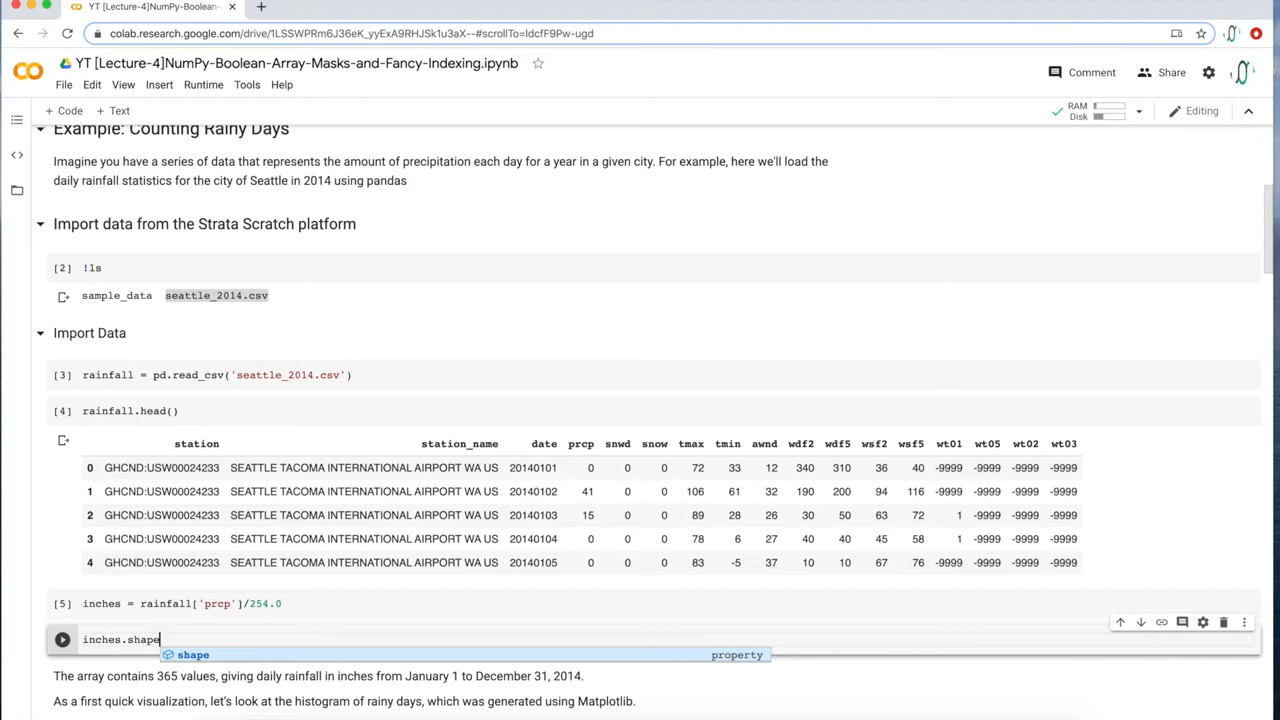 YT [Lecture-4]NumPy-Boolean-
colab.research.google.com/drive/1LSSWPRm6J36eK_yyExA9RHJSk1u3aX--#scrollTo=IdcfF9Pw-ugd
YT [Lecture-4]NumPy-Boolean-Array-Masks-and-Fancy-Indexing.ipynb
Comment Share
File Edit View Insert Runtime Tools Help
+ Code + Text
RAM
Disk
Editing
Example: Counting Rainy Days
Imagine you have a series of data that represents the amount of precipitation each day for a year in a given city. For example, here we'll load the
daily rainfall statistics for the city of Seattle in 2014 using pandas
Import data from the Strata Scratch platform
[2] !ls
sample_data seattle_2014.csv
Import Data
[3] rainfall = pd.read_csv('seattle_2014.csv')
[4] rainfall.head()
station station_name date prcp snwd snow tmax tmin awnd wdf2 wdf5 wsf2 wsf5 wt01 wt05 wt02 wt03
0 GHCND:USW00024233 SEATTLE TACOMA INTERNATIONAL AIRPORT WA US 20140101 0 0 0 72 33 12 340 310 36 40 -9999 -9999 -9999 -9999
1 GHCND:USW00024233 SEATTLE TACOMA INTERNATIONAL AIRPORT WA US 20140102 41 0 0 106 61 32 190 200 94 116 -9999 -9999 -9999 -9999
2 GHCND:USW00024233 SEATTLE TACOMA INTERNATIONAL AIRPORT WA US 20140103 15 0 0 89 28 26 30 50 63 72 1 -9999 -9999 -9999
3 GHCND:USW00024233 SEATTLE TACOMA INTERNATIONAL AIRPORT WA US 20140104 0 0 0 78 6 27 40 40 45 58 1 -9999 -9999 -9999
4 GHCND:USW00024233 SEATTLE TACOMA INTERNATIONAL AIRPORT WA US 20140105 0 0 0 83 -5 37 10 10 67 76 -9999 -9999 -9999 -9999
[5] inches = rainfall['prcp']/254.0
inches.shape
shape property
The array contains 365 values, giving daily rainfall in inches from January 1 to December 31, 2014.
As a first quick visualization, let's look at the histogram of rainy days, which was generated using Matplotlib.